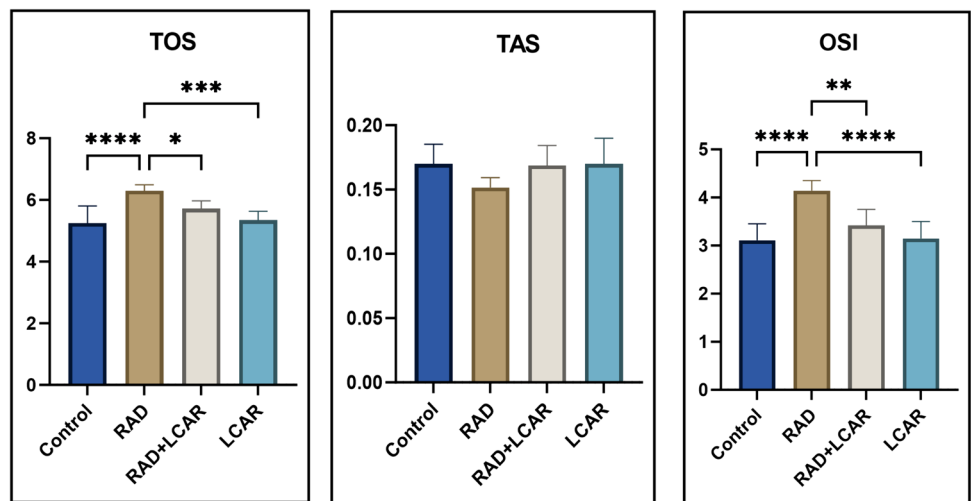 TOS
***
**** *
8
6
4
2
0
Control
RAD
RAD+LCAR
LCAR
TAS
0.20
0.15
0.10
0.05
0.00
Control
RAD
RAD+LCAR
LCAR
OSI
**
**** ****
5
4
3
2
1
0
Control
RAD
RAD+LCAR
LCAR